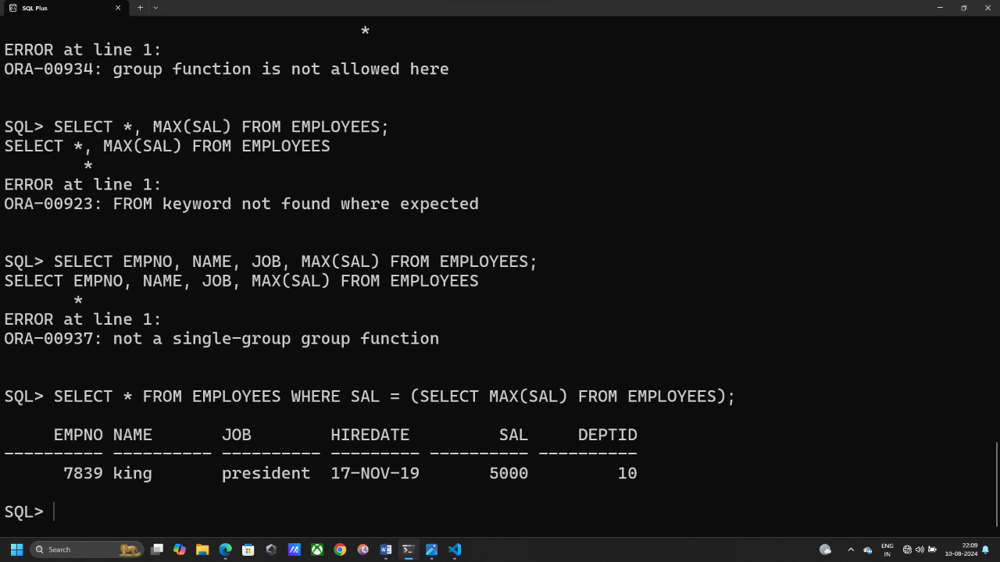 SQL Plus
*
ERROR at line 1:
ORA-00934: group function is not allowed here
SQL> SELECT *, MAX(SAL) FROM EMPLOYEES;
SELECT *, MAX(SAL) FROM EMPLOYEES
*
ERROR at line 1:
ORA-00923: FROM keyword not found where expected
SQL> SELECT EMPNO, NAME, JOB, MAX(SAL) FROM EMPLOYEES;
SELECT EMPNO, NAME, JOB, MAX(SAL) FROM EMPLOYEES
*
ERROR at line 1:
ORA-00937: not a single-group group function
SQL> SELECT * FROM EMPLOYEES WHERE SAL = (SELECT MAX(SAL) FROM EMPLOYEES);
EMPNO NAME JOB HIREDATE SAL DEPTID
---------- ---------- ---------- --------- ---------- ----------
7839 king president 17-NOV-19 5000 10
SQL>
Search
ENG
IN
22:09
10-08-2024